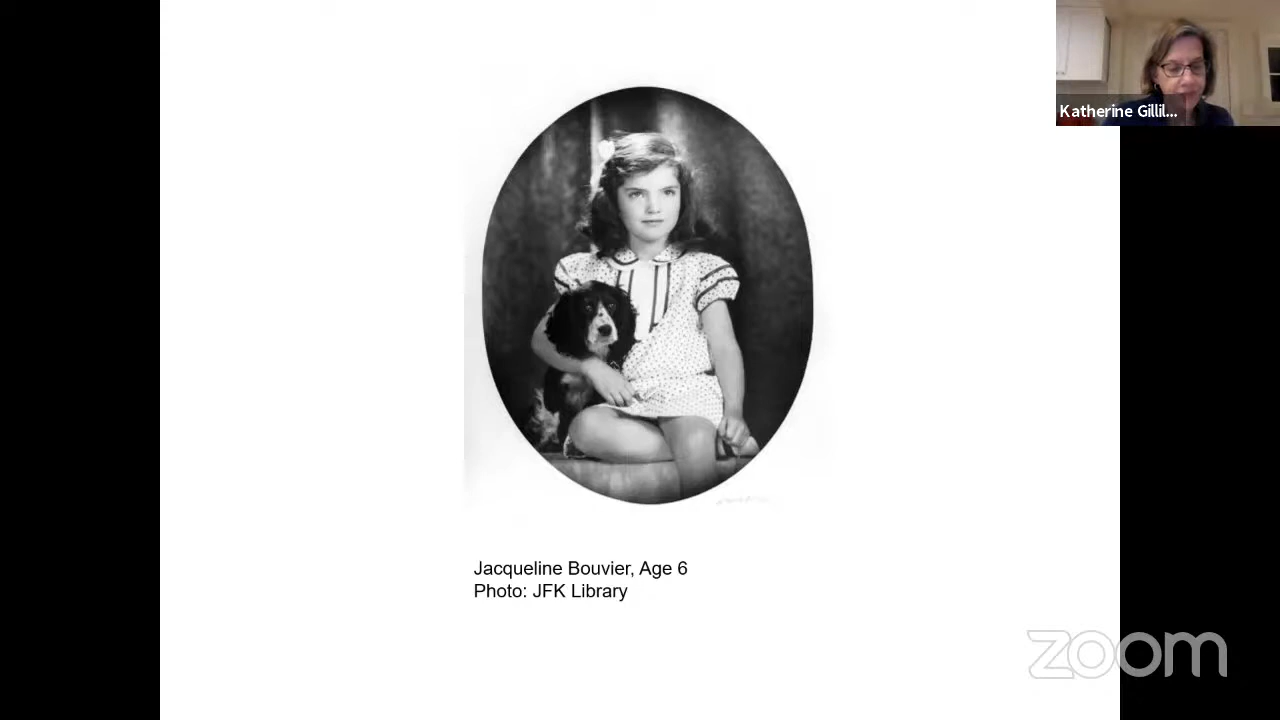 Katherine Gillil...
Jacqueline Bouvier, Age 6
Photo: JFK Library
zoom